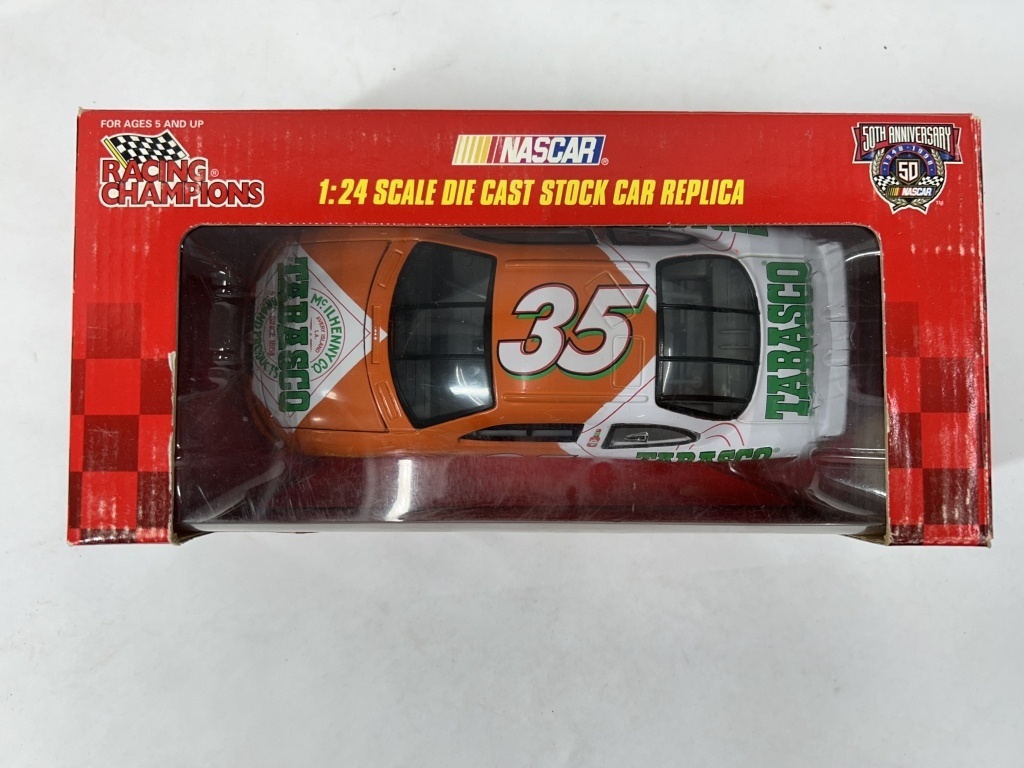 FOR AGES 5 AND UP
RACING®
CHAMPIONS
NASCAR®
1:24 SCALE DIE CAST STOCK CAR REPLICA
50TH ANNIVERSARY
50
NASCAR
TM
TABASCO
McILHENNY CO.
35
TABASCO
TABASCO